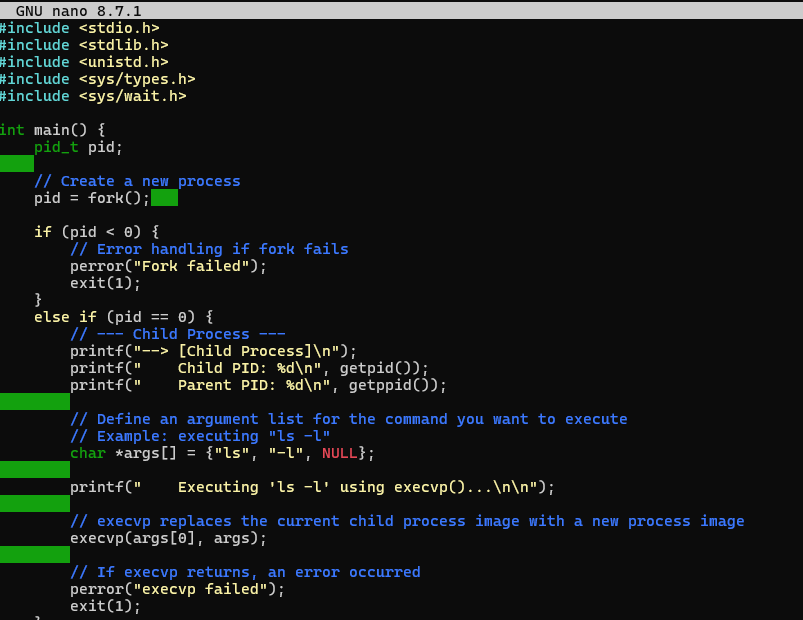 GNU nano 8.7.1
#include <stdio.h>
#include <stdlib.h>
#include <unistd.h>
#include <sys/types.h>
#include <sys/wait.h>

int main() {
    pid_t pid;

    // Create a new process
    pid = fork();

    if (pid < 0) {
        // Error handling if fork fails
        perror("Fork failed");
        exit(1);
    }
    else if (pid == 0) {
        // --- Child Process ---
        printf("--> [Child Process]\n");
        printf("    Child PID: %d\n", getpid());
        printf("    Parent PID: %d\n", getppid());

        // Define an argument list for the command you want to execute
        // Example: executing "ls -l"
        char *args[] = {"ls", "-l", NULL};

        printf("    Executing 'ls -l' using execvp()...\n\n");

        // execvp replaces the current child process image with a new process image
        execvp(args[0], args);

        // If execvp returns, an error occurred
        perror("execvp failed");
        exit(1);